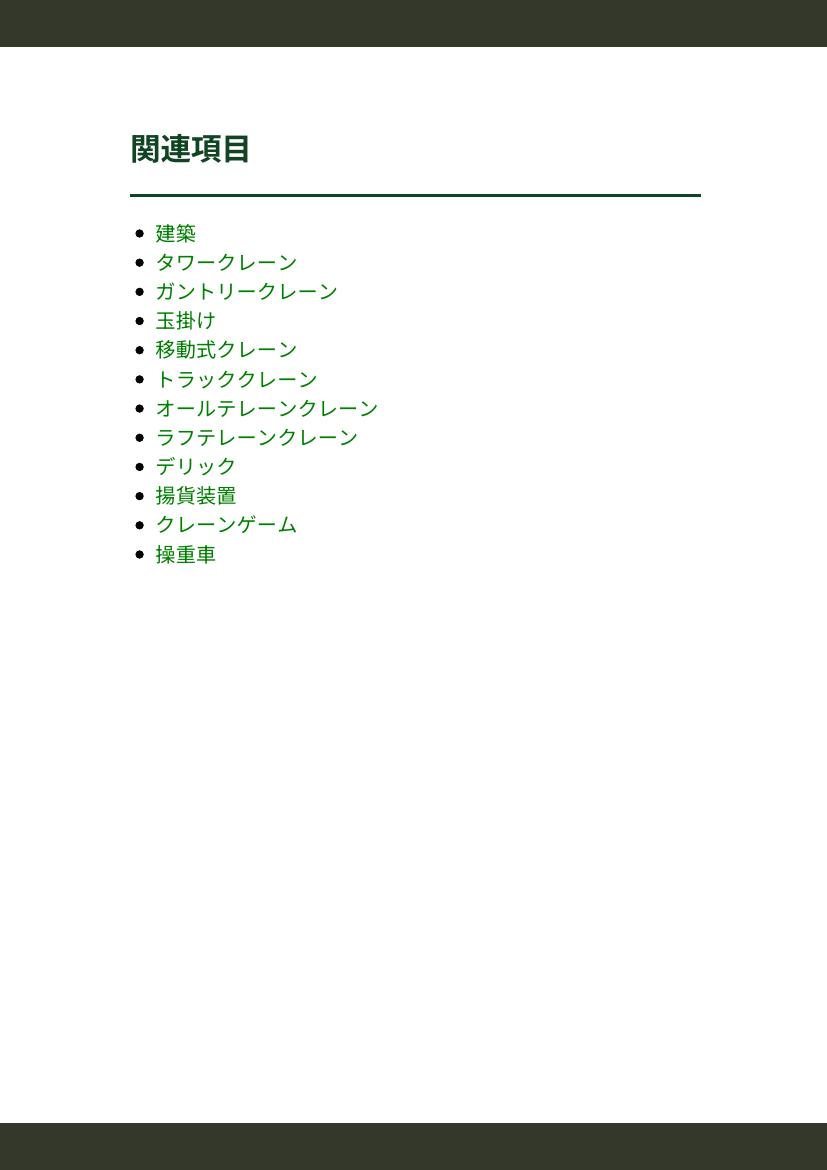 関連項目
建築
タワークレーン
ガントリークレーン
玉掛け
移動式クレーン
トラッククレーン
オールテレーンクレーン
ラフテレーンクレーン
デリック
揚貨装置
クレーンゲーム
操重車